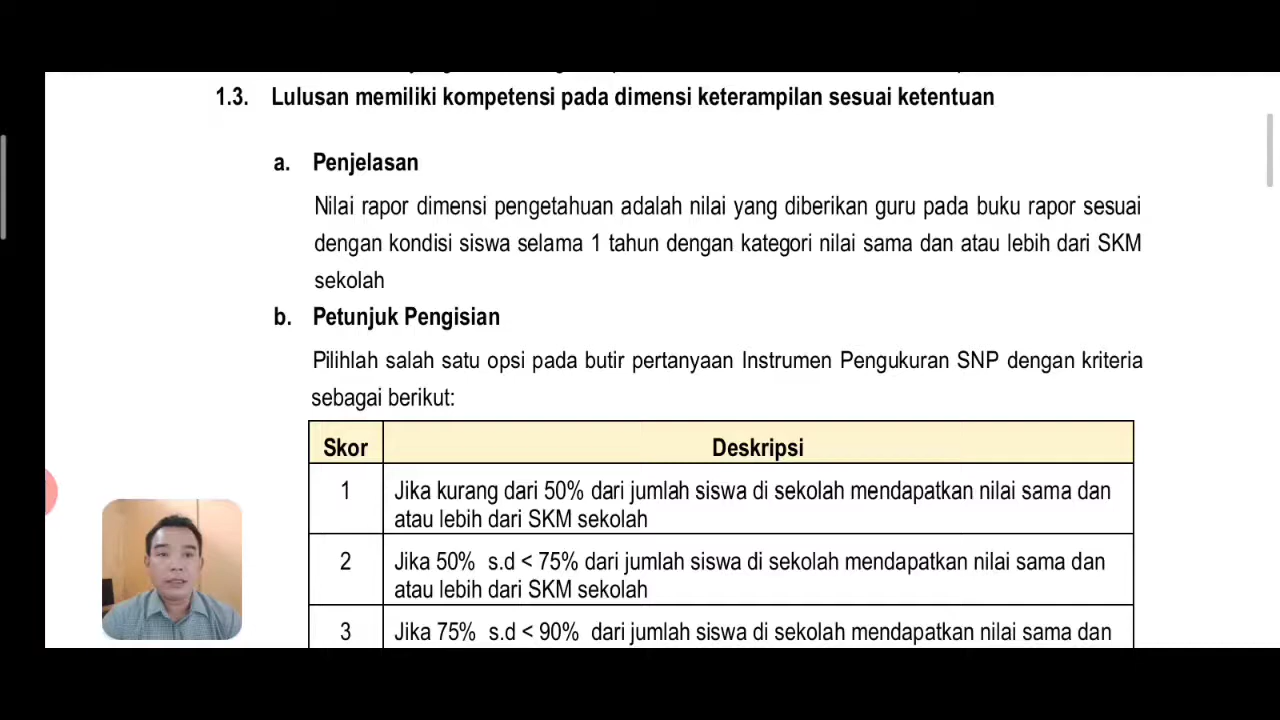 1.3. Lulusan memiliki kompetensi pada dimensi keterampilan sesuai ketentuan
a. Penjelasan
Nilai rapor dimensi pengetahuan adalah nilai yang diberikan guru pada buku rapor sesuai
dengan kondisi siswa selama 1 tahun dengan kategori nilai sama dan atau lebih dari SKM
sekolah
b. Petunjuk Pengisian
Pilihlah salah satu opsi pada butir pertanyaan Instrumen Pengukuran SNP dengan kriteria
sebagai berikut:
Skor Deskripsi
1 Jika kurang dari 50% dari jumlah siswa di sekolah mendapatkan nilai sama dan
atau lebih dari SKM sekolah
2 Jika 50% s.d < 75% dari jumlah siswa di sekolah mendapatkan nilai sama dan
atau lebih dari SKM sekolah
3 Jika 75% s.d < 90% dari jumlah siswa di sekolah mendapatkan nilai sama dan